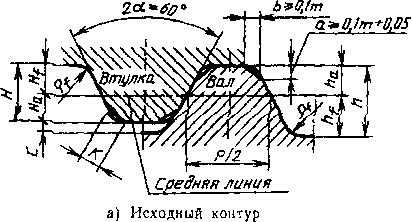 2α=60°
b≥0,1m
a=0,1m+0,05
Втулка
Вал
H
Hf
Ha
ρf
ha
hf
h
ρf
K
P/2
Средняя линия
а) Исходный контур